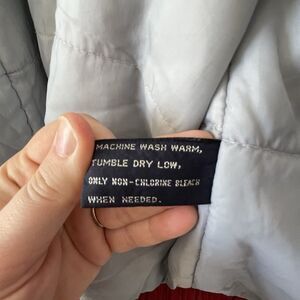 MACHINE WASH WARM,
TUMBLE DRY LOW,
ONLY NON-CHLORINE BLEACH
WHEN NEEDED.